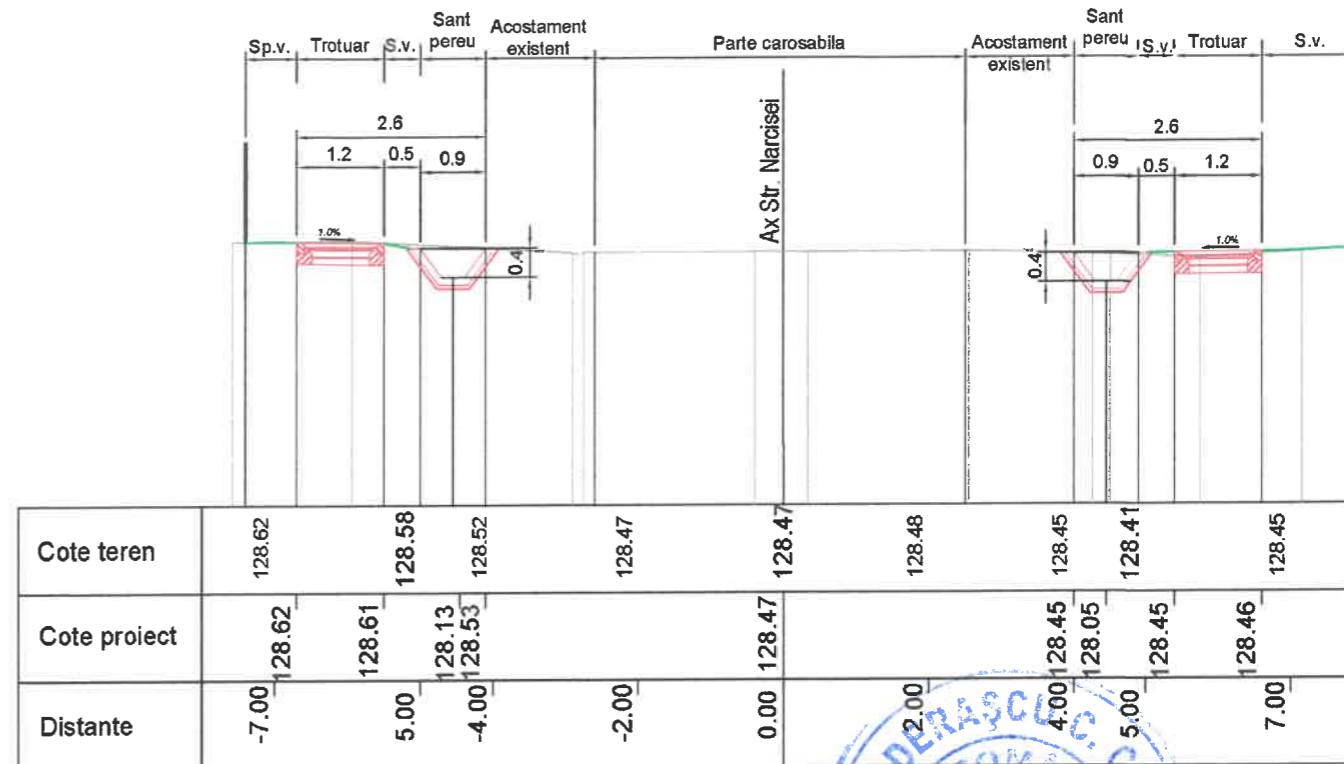 Sp.v. Trotuar S.v. Sant pereu Acostament existent Parte carosabila Acostament existent Sant pereu S.v. Trotuar S.v.
2.6 2.6
1.2 0.5 0.9 0.9 0.5 1.2
Ax Str. Narcisei
1.0% 1.0%
0.4 0.4
Cote teren 128.62 128.58 128.52 128.47 128.47 128.48 128.45 128.41 128.45
Cote proiect 128.62 128.61 128.13 128.53 128.47 128.45 128.05 128.45 128.46
Distante -7.00 5.00 -4.00 -2.00 0.00 2.00 4.00 5.00 7.00
DERAŞCU C. C